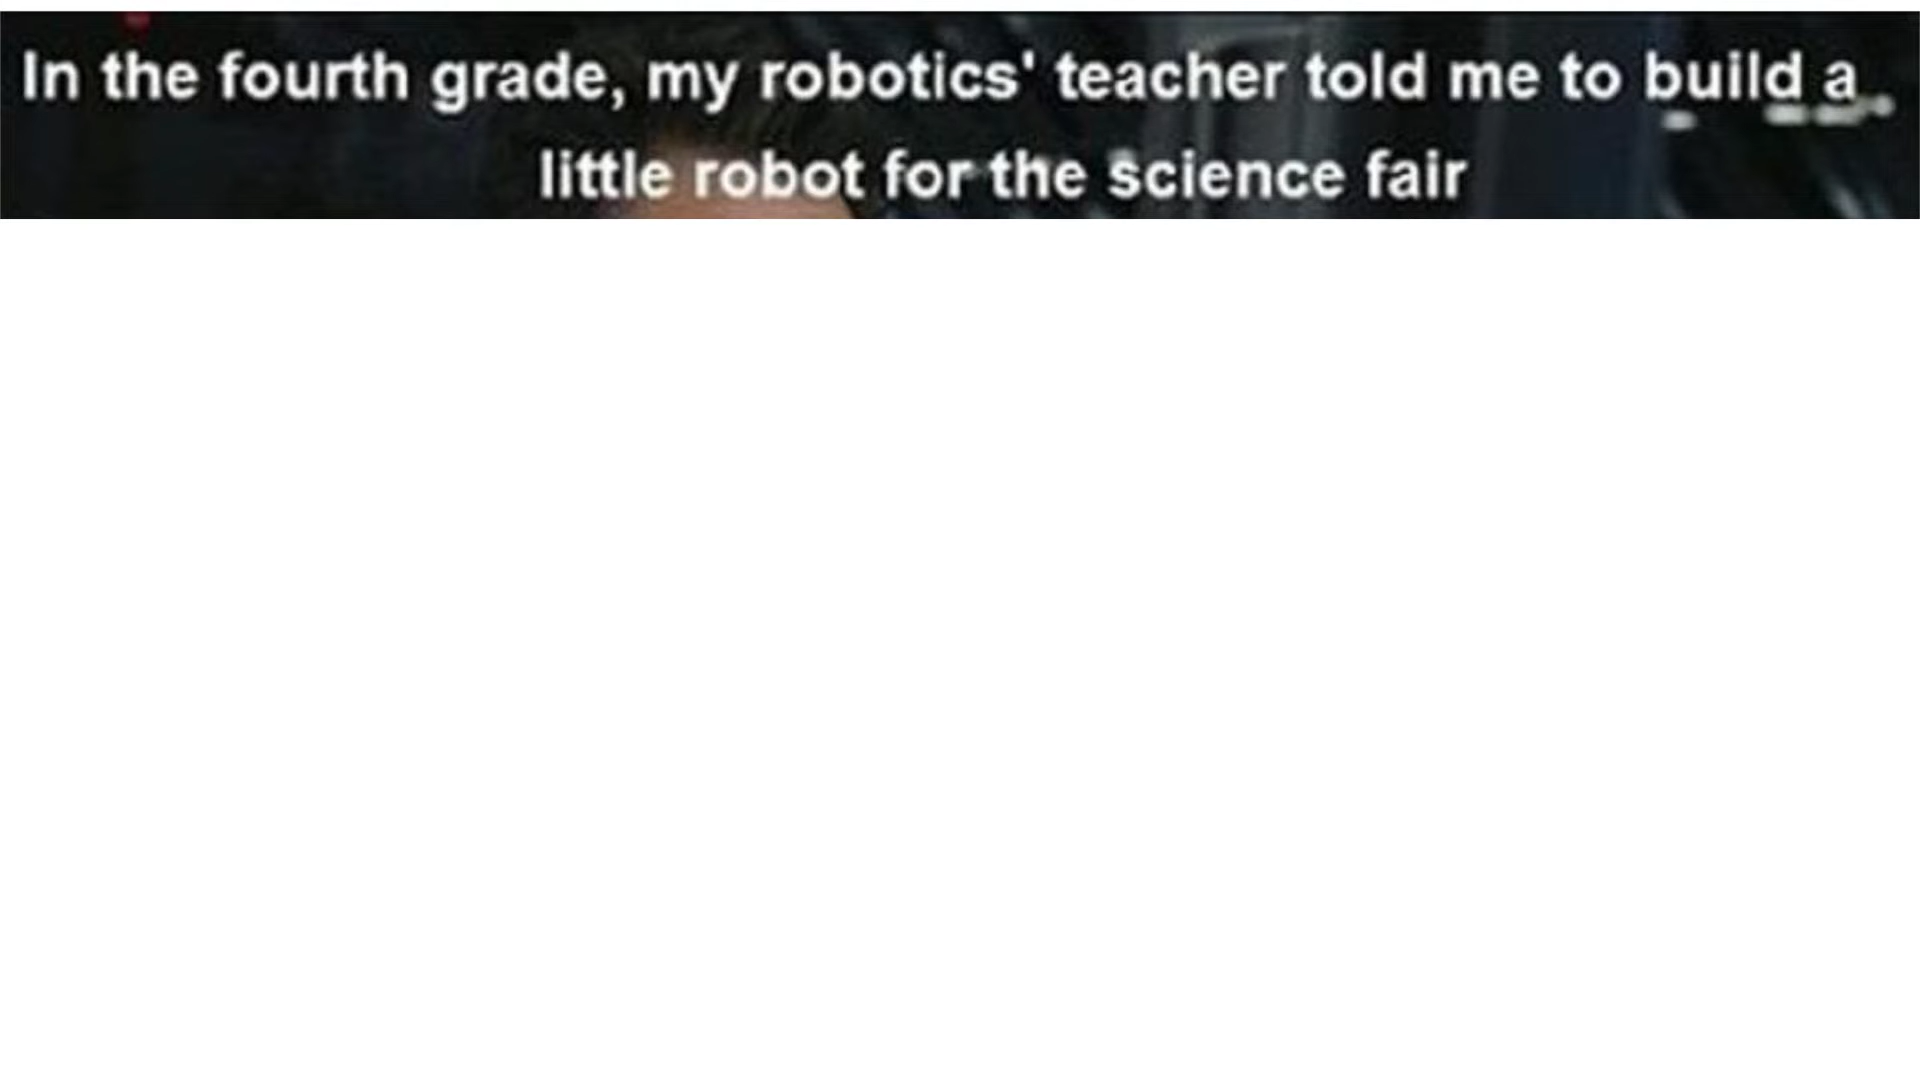 In the fourth grade, my robotics' teacher told me to build a
little robot for the science fair